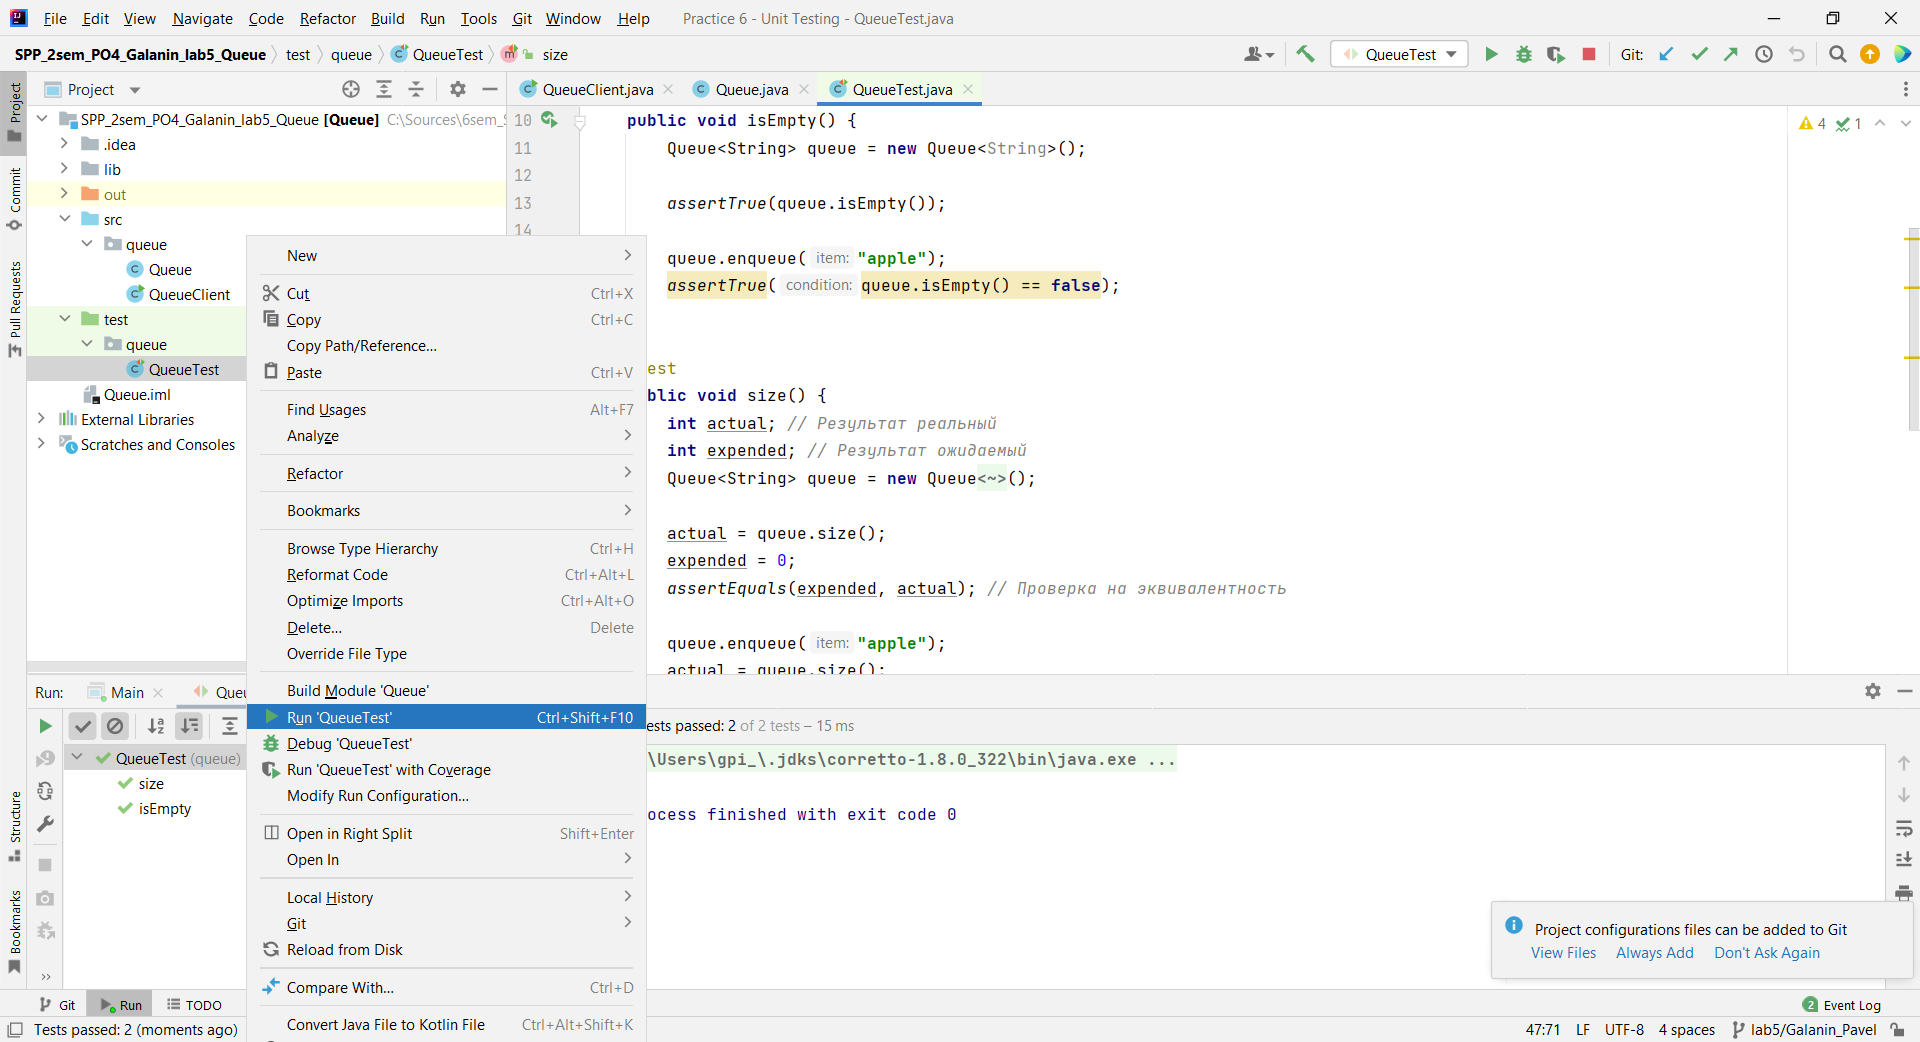 File Edit View Navigate Code Refactor Build Run Tools Git Window Help Practice 6 - Unit Testing - QueueTest.java
SPP_2sem_PO4_Galanin_lab5_Queue test queue QueueTest size QueueTest Git:
Project
QueueClient.java Queue.java QueueTest.java
Project
Commit
Pull Requests
Structure
Bookmarks
SPP_2sem_PO4_Galanin_lab5_Queue [Queue] C:\Sources\6sem_S
.idea
lib
out
src
queue
Queue
QueueClient
test
queue
QueueTest
Queue.iml
External Libraries
Scratches and Consoles
10 public void isEmpty() {
11 Queue<String> queue = new Queue<String>();
12
13 assertTrue(queue.isEmpty());
14
queue.enqueue( item: "apple");
assertTrue( condition: queue.isEmpty() == false);
est
blic void size() {
int actual; // Результат реальный
int expended; // Результат ожидаемый
Queue<String> queue = new Queue<~>();
actual = queue.size();
expended = 0;
assertEquals(expended, actual); // Проверка на эквивалентность
queue.enqueue( item: "apple");
actual = queue.size();
4 1
New
Cut Ctrl+X
Copy Ctrl+C
Copy Path/Reference...
Paste Ctrl+V
Find Usages Alt+F7
Analyze
Refactor
Bookmarks
Browse Type Hierarchy Ctrl+H
Reformat Code Ctrl+Alt+L
Optimize Imports Ctrl+Alt+O
Delete... Delete
Override File Type
Build Module 'Queue'
Run 'QueueTest' Ctrl+Shift+F10
Debug 'QueueTest'
Run 'QueueTest' with Coverage
Modify Run Configuration...
Open in Right Split Shift+Enter
Open In
Local History
Git
Reload from Disk
Compare With... Ctrl+D
Convert Java File to Kotlin File Ctrl+Alt+Shift+K
Run: Main Queu
ests passed: 2 of 2 tests – 15 ms
QueueTest (queue)
size
isEmpty
\Users\gpi_\.jdks\corretto-1.8.0_322\bin\java.exe ...
ocess finished with exit code 0
Project configurations files can be added to Git
View Files Always Add Don't Ask Again
Git Run TODO
2 Event Log
Tests passed: 2 (moments ago)
47:71 LF UTF-8 4 spaces lab5/Galanin_Pavel